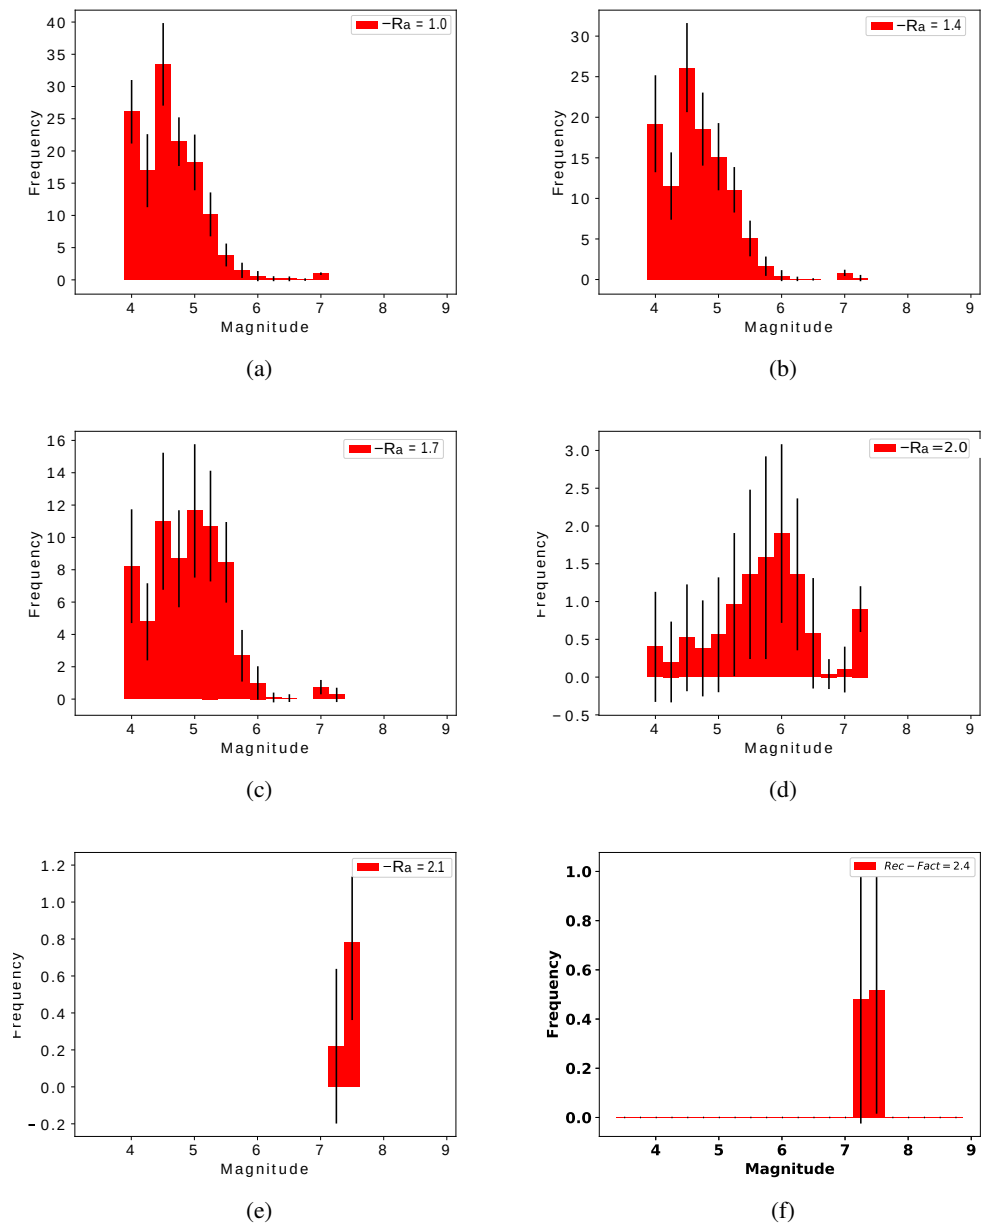 −Ra = 1.0
40
35
30
25
20
15
10
5
0
Frequency
4 5 6 7 8 9
Magnitude
(a)
−Ra = 1.4
30
25
20
15
10
5
0
Frequency
4 5 6 7 8 9
Magnitude
(b)
−Ra = 1.7
16
14
12
10
8
6
4
2
0
Frequency
4 5 6 7 8 9
Magnitude
(c)
−Ra =2.0
3.0
2.5
2.0
1.5
1.0
0.5
0.0
−0.5
Frequency
4 5 6 7 8 9
Magnitude
(d)
−Ra = 2.1
1.2
1.0
0.8
0.6
0.4
0.2
0.0
−0.2
Frequency
4 5 6 7 8 9
Magnitude
(e)
Rec − Fact = 2.4
1.0
0.8
0.6
0.4
0.2
0.0
Frequency
4 5 6 7 8 9
Magnitude
(f)